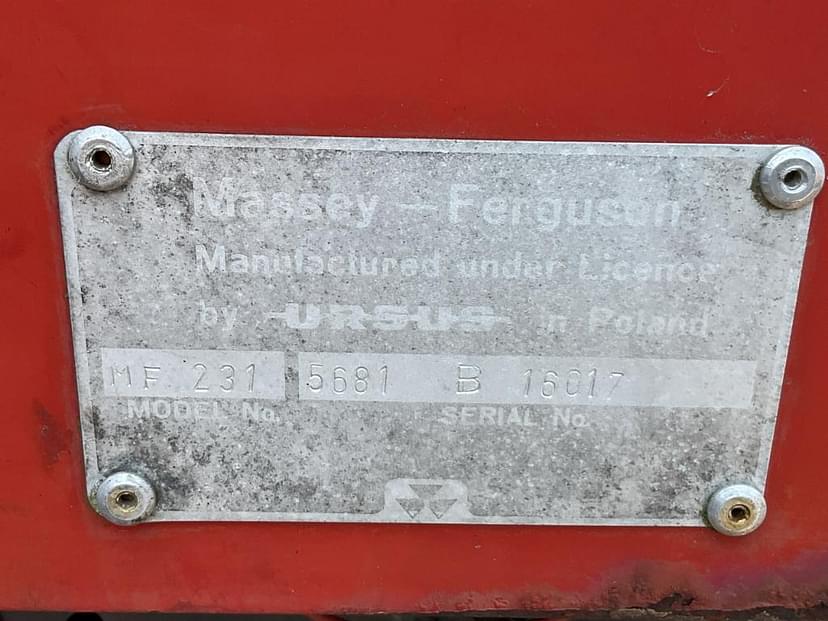 Massey - Ferguson
Manufactured under Licence
by URSUS in Poland
MF 231 5681 B 16017
MODEL No. SERIAL No.